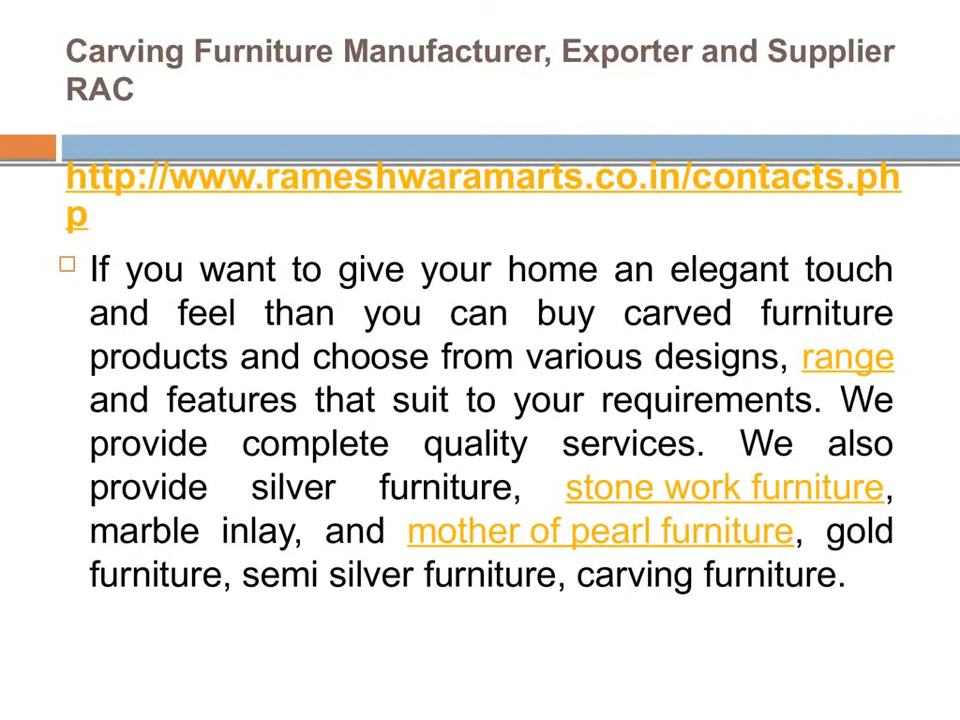 Carving Furniture Manufacturer, Exporter and Supplier
RAC
http://www.rameshwaramarts.co.in/contacts.ph
p
If you want to give your home an elegant touch
and feel than you can buy carved furniture
products and choose from various designs, range
and features that suit to your requirements. We
provide complete quality services. We also
provide silver furniture, stone work furniture,
marble inlay, and mother of pearl furniture, gold
furniture, semi silver furniture, carving furniture.